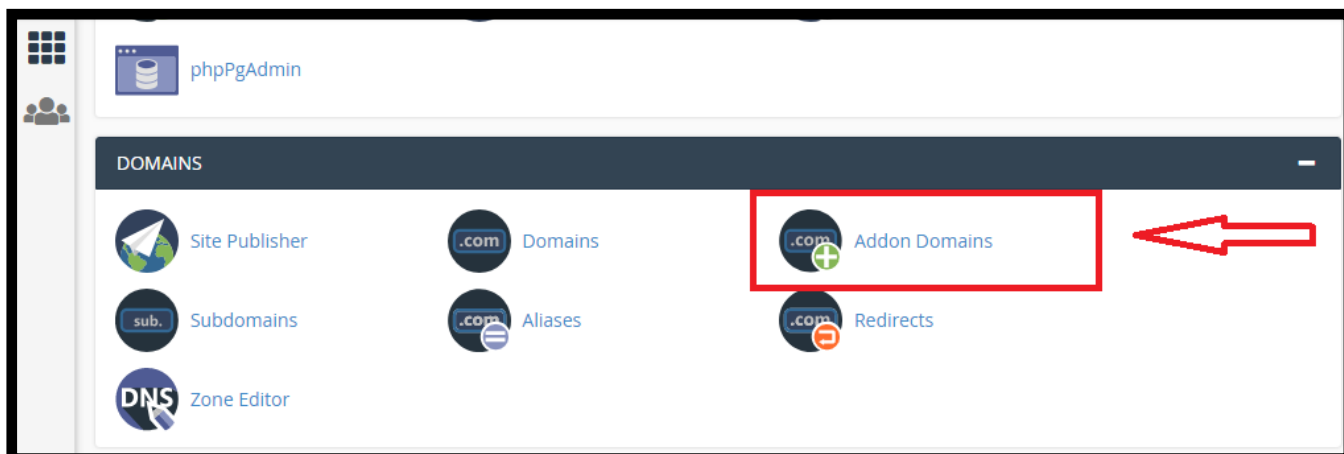 phpPgAdmin
DOMAINS
Site Publisher
.com Domains
.com Addon Domains
sub. Subdomains
.com Aliases
.com Redirects
DNS Zone Editor